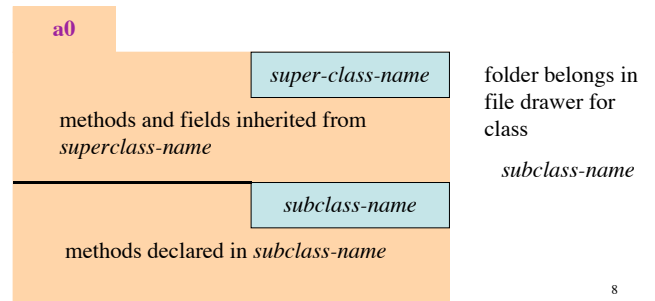 a0
super-class-name
methods and fields inherited from
superclass-name
folder belongs in
file drawer for
class
subclass-name
subclass-name
methods declared in subclass-name
8